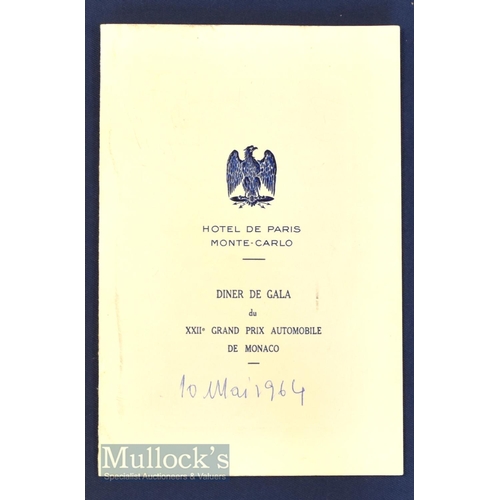 HOTEL DE PARIS
MONTE-CARLO
DINER DE GALA
du
XXIIe GRAND PRIX AUTOMOBILE
DE MONACO
10 Mai 1964
Mullock's
Specialist Auctioneers & Valuers